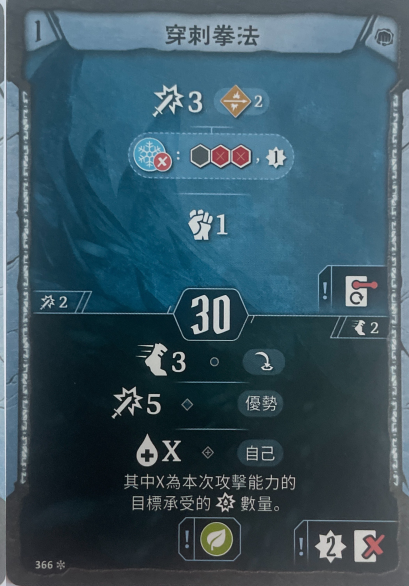 1 穿刺拳法
3 2
: , 1
1
2
30
2
! 
3
5 優勢
X 自己
其中X為本次攻擊能力的
目標承受的 數量。
! ! 2
366